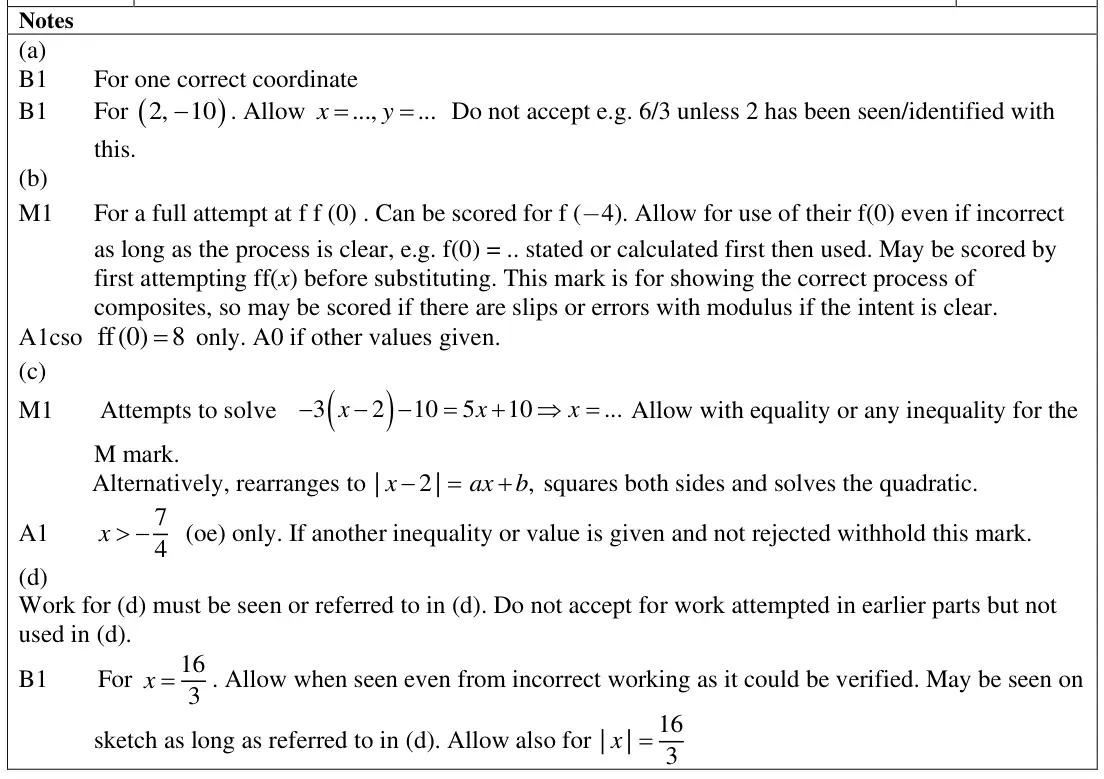 Notes
(a)
B1 For one correct coordinate
B1 For (2, −10). Allow x = ..., y = ... Do not accept e.g. 6/3 unless 2 has been seen/identified with
this.
(b)
M1 For a full attempt at f f (0) . Can be scored for f (−4). Allow for use of their f(0) even if incorrect
as long as the process is clear, e.g. f(0) = .. stated or calculated first then used. May be scored by
first attempting ff(x) before substituting. This mark is for showing the correct process of
composites, so may be scored if there are slips or errors with modulus if the intent is clear.
A1cso ff (0) = 8 only. A0 if other values given.
(c)
M1 Attempts to solve −3(x − 2) − 10 = 5x + 10 ⇒ x = ... Allow with equality or any inequality for the
M mark.
Alternatively, rearranges to | x − 2 | = ax + b, squares both sides and solves the quadratic.
A1 x > −7/4 (oe) only. If another inequality or value is given and not rejected withhold this mark.
(d)
Work for (d) must be seen or referred to in (d). Do not accept for work attempted in earlier parts but not
used in (d).
B1 For x = 16/3 . Allow when seen even from incorrect working as it could be verified. May be seen on
sketch as long as referred to in (d). Allow also for | x | = 16/3